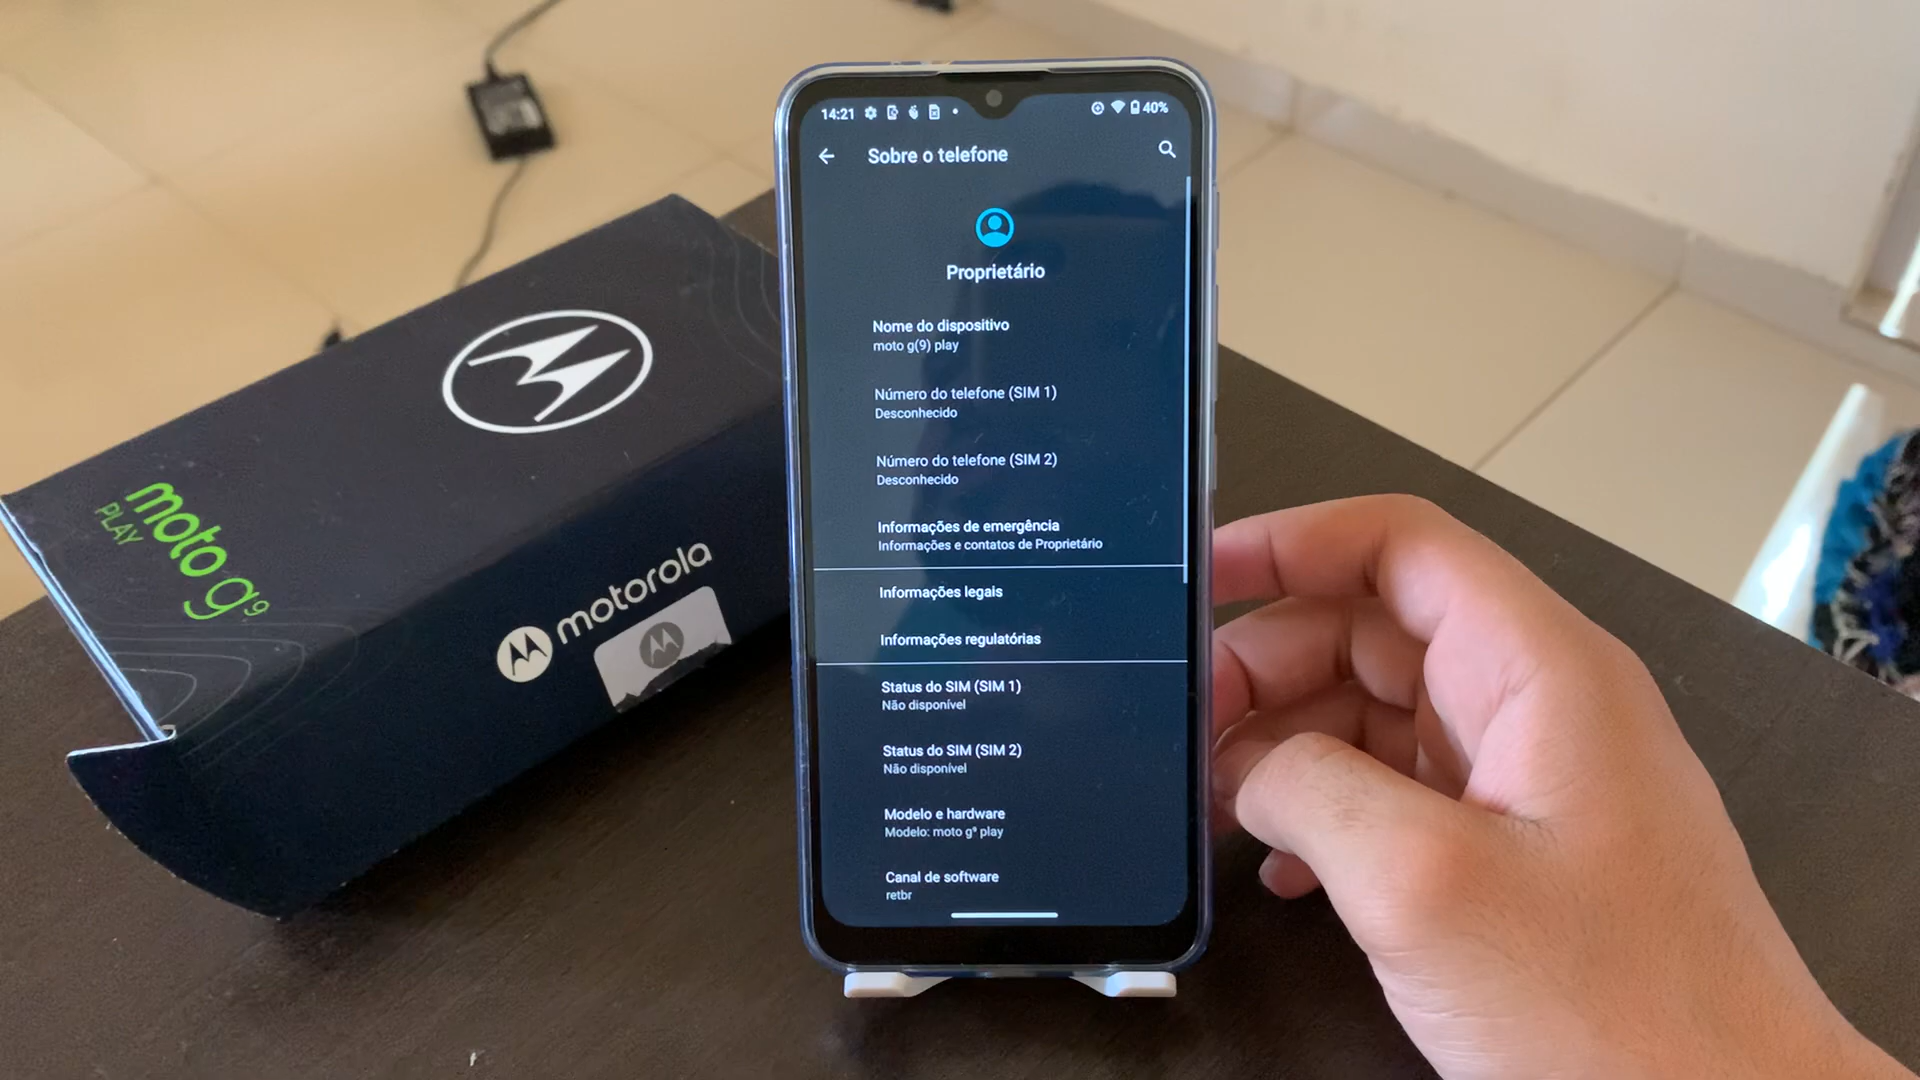 14:21
40%
Sobre o telefone
Proprietário
Nome do dispositivo
moto g(9) play
Número do telefone (SIM 1)
Desconhecido
Número do telefone (SIM 2)
Desconhecido
Informações de emergência
Informações e contatos de Proprietário
Informações legais
Informações regulatórias
Status do SIM (SIM 1)
Não disponível
Status do SIM (SIM 2)
Não disponível
Modelo e hardware
Modelo: moto g⁹ play
Canal de software
retbr
moto g9
PLAY
motorola